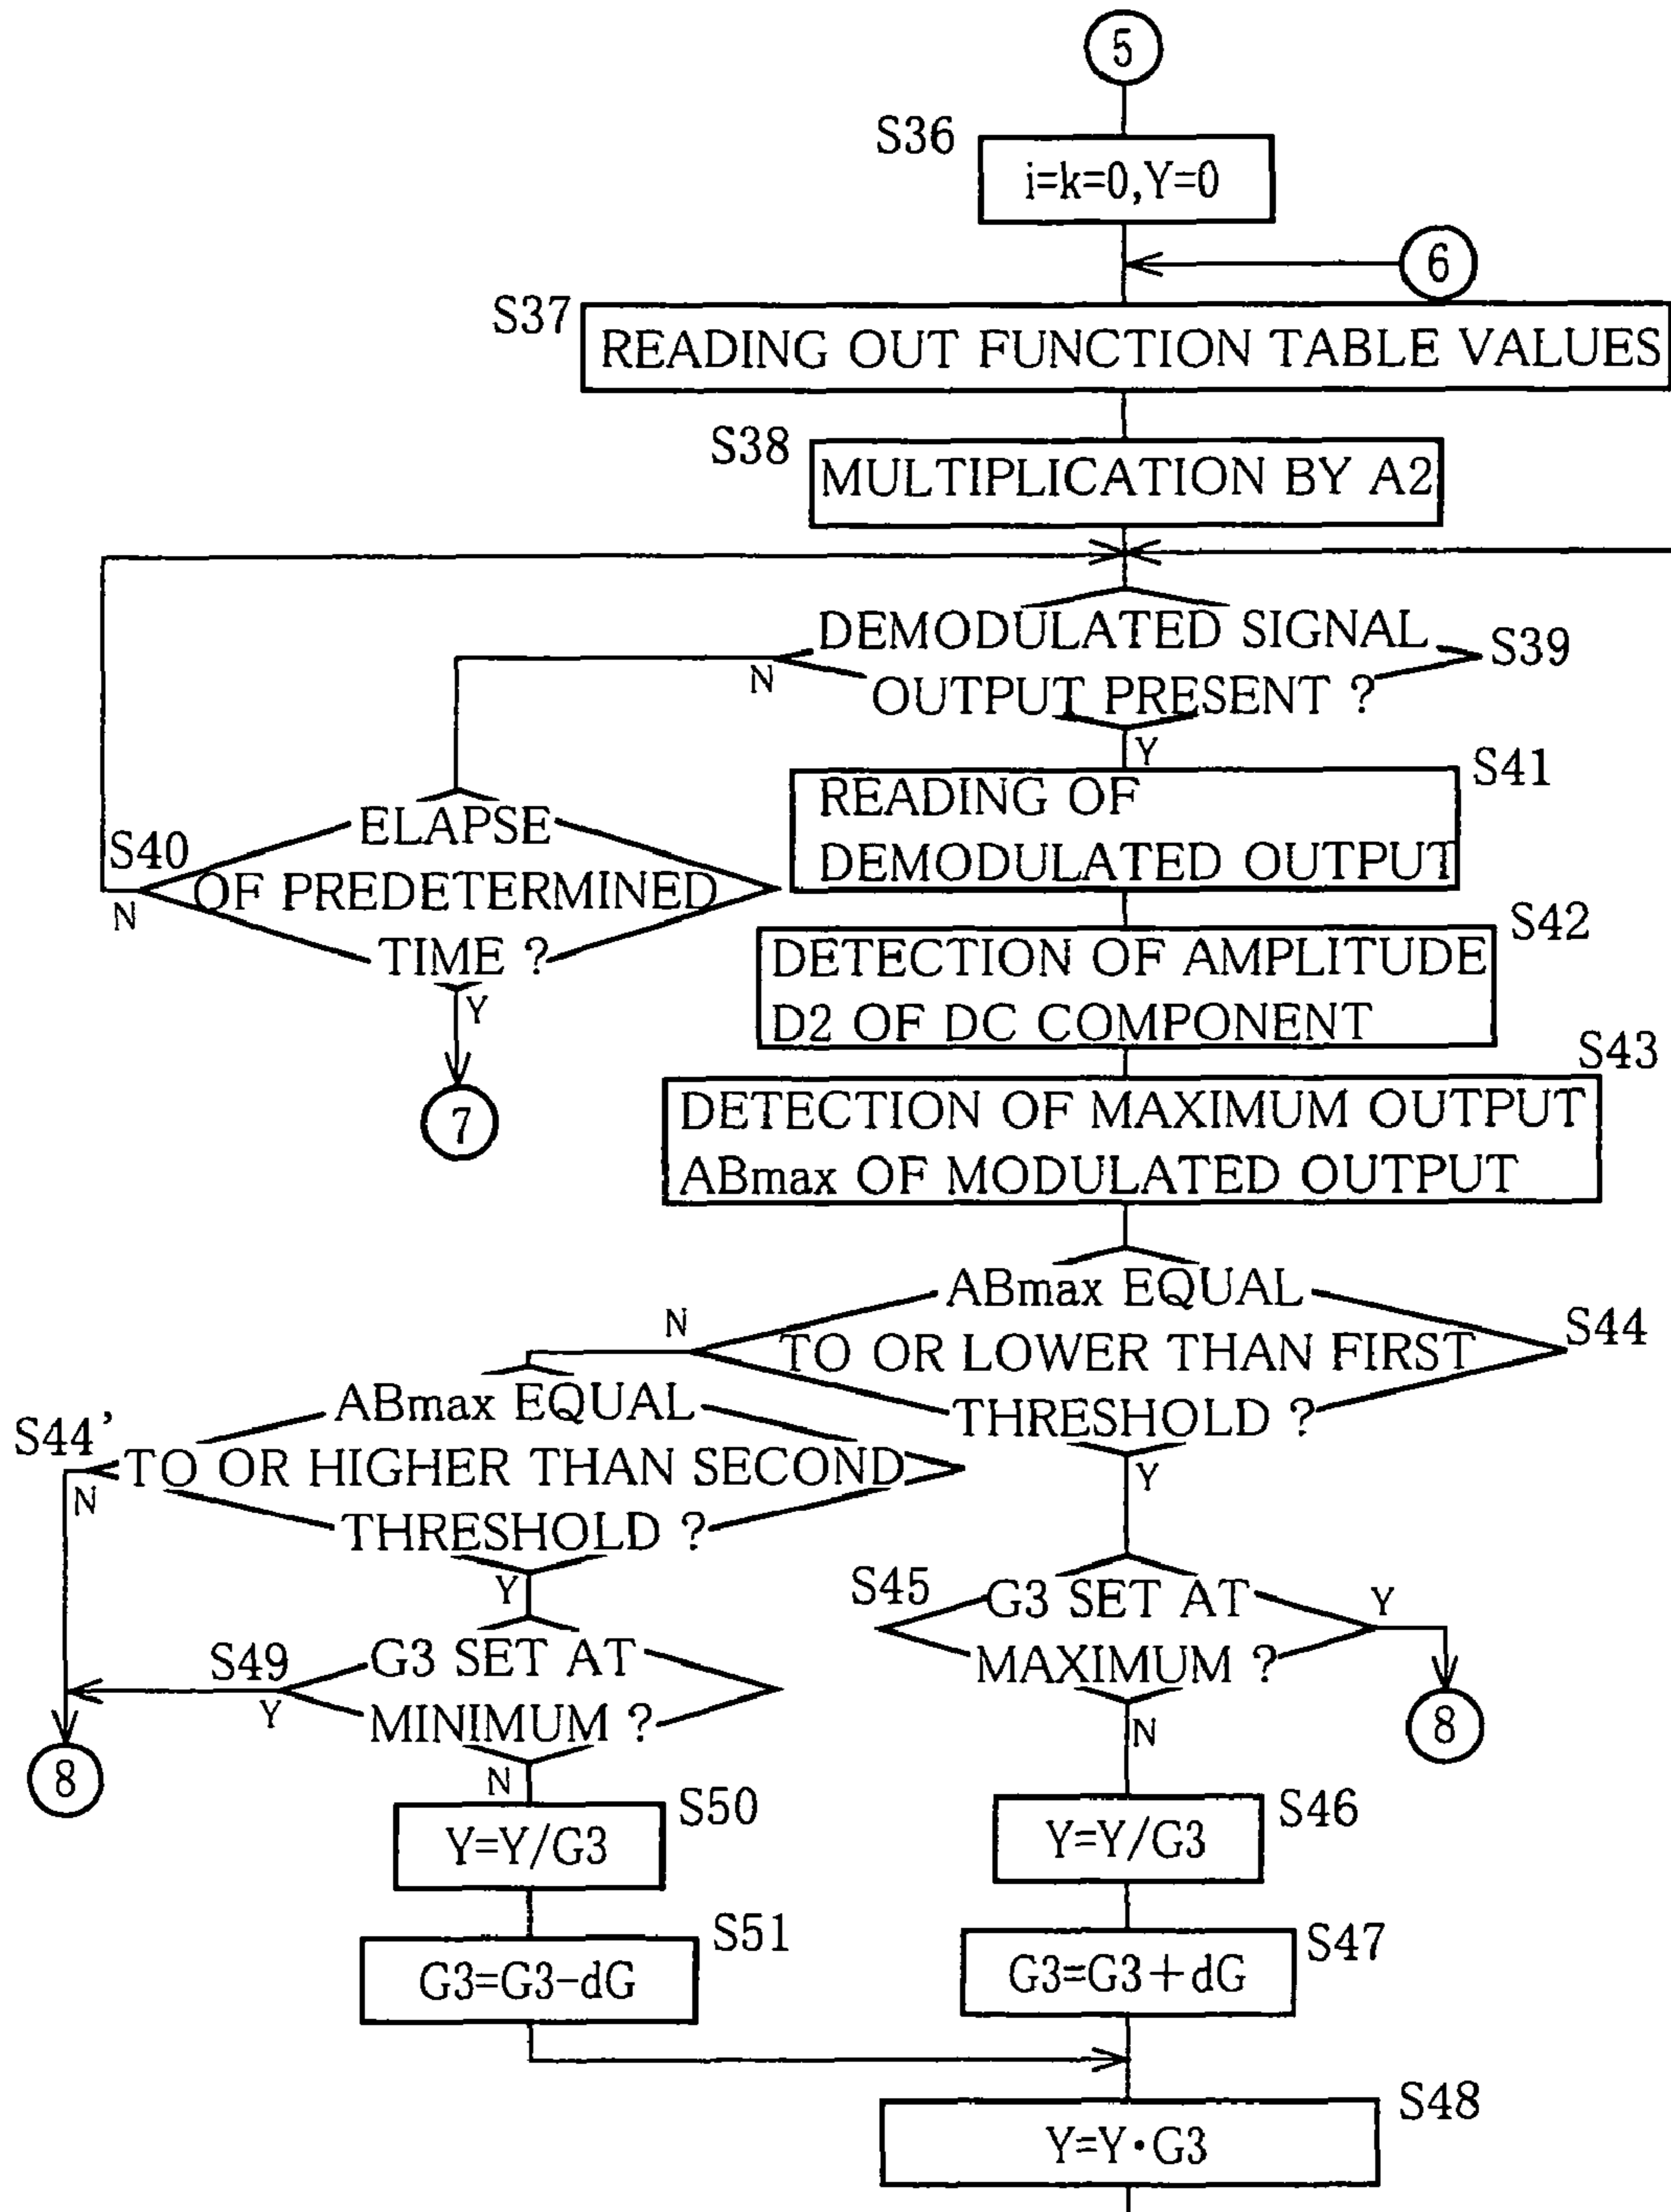 5
S36
i=k=0,Y=0
6
S37
READING OUT FUNCTION TABLE VALUES
S38
MULTIPLICATION BY A2
DEMODULATED SIGNAL
OUTPUT PRESENT ?
S39
N
Y
S41
READING OF
DEMODULATED OUTPUT
S40
ELAPSE
OF PREDETERMINED
TIME ?
N
Y
7
S42
DETECTION OF AMPLITUDE
D2 OF DC COMPONENT
S43
DETECTION OF MAXIMUM OUTPUT
ABmax OF MODULATED OUTPUT
ABmax EQUAL
TO OR LOWER THAN FIRST
THRESHOLD ?
S44
N
Y
S44'
ABmax EQUAL
TO OR HIGHER THAN SECOND
THRESHOLD ?
N
Y
S45
G3 SET AT
MAXIMUM ?
Y
N
8
S49
G3 SET AT
MINIMUM ?
Y
N
8
S50
Y=Y/G3
S46
Y=Y/G3
S51
G3=G3-dG
S47
G3=G3+dG
S48
Y=Y·G3